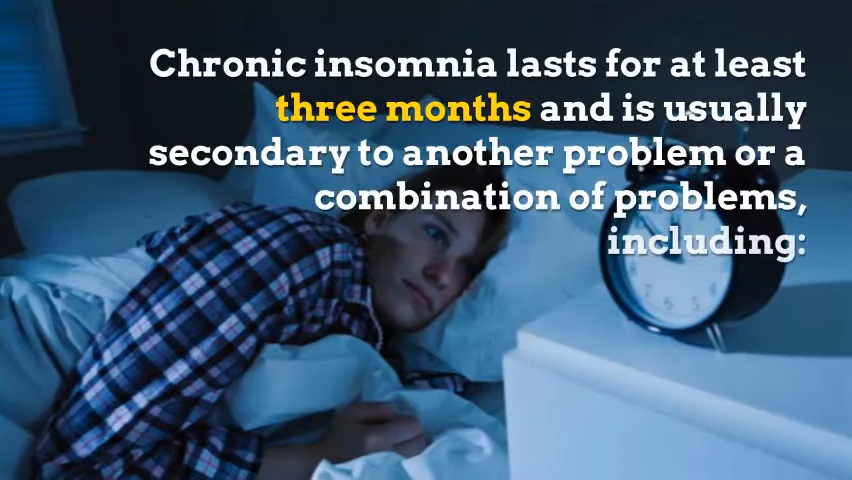 Chronic insomnia lasts for at least
three months and is usually
secondary to another problem or a
combination of problems,
including: